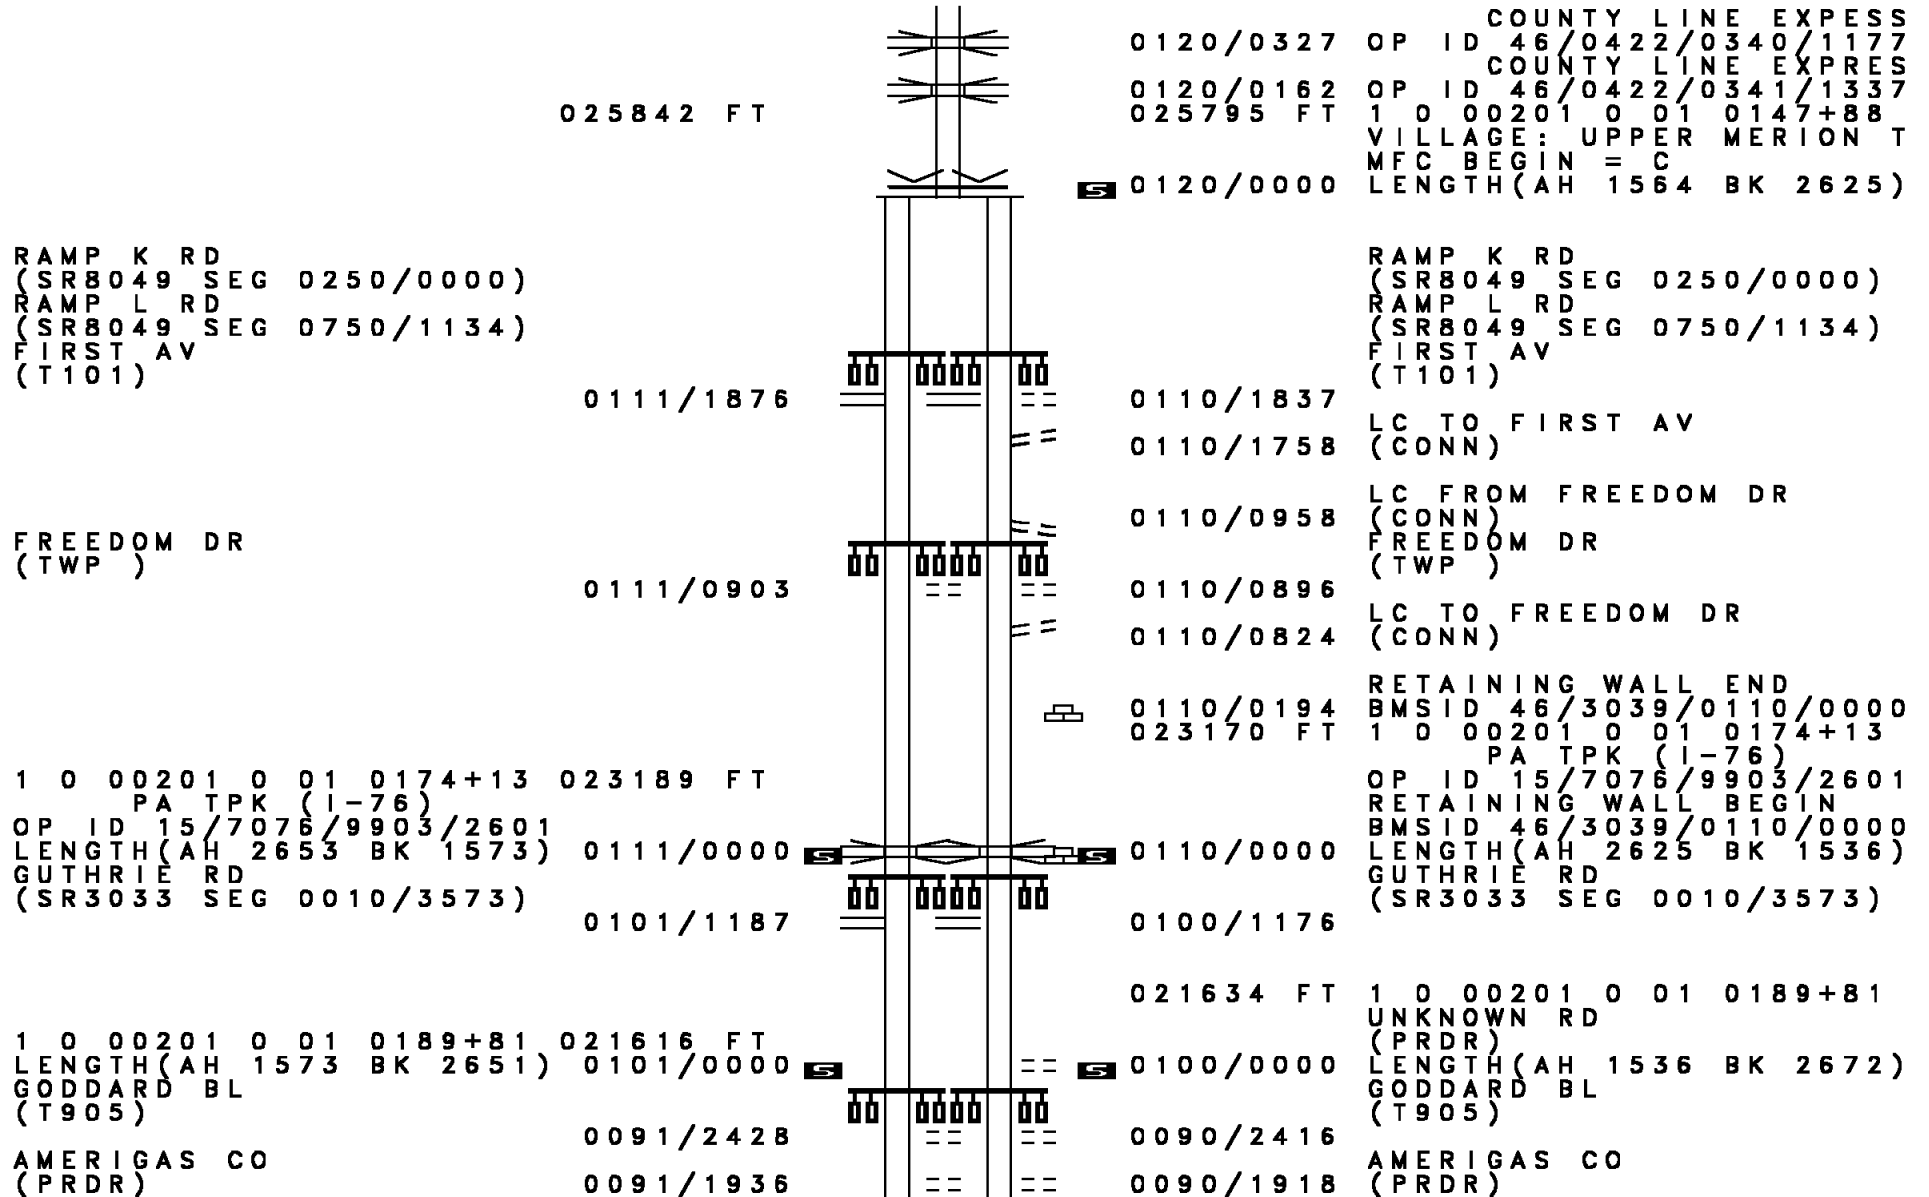 COUNTY LINE EXPESS
0120/0327 OP ID 46/0422/0340/1177
COUNTY LINE EXPRES
0120/0162 OP ID 46/0422/0341/1337
025842 FT 025795 FT 1 0 00201 0 01 0147+88
VILLAGE: UPPER MERION T
MFC BEGIN = C
S 0120/0000 LENGTH(AH 1564 BK 2625)
RAMP K RD RAMP K RD
(SR8049 SEG 0250/0000) (SR8049 SEG 0250/0000)
RAMP L RD RAMP L RD
(SR8049 SEG 0750/1134) (SR8049 SEG 0750/1134)
FIRST AV FIRST AV
(T101) (T101)
0111/1876 0110/1837
LC TO FIRST AV
0110/1758 (CONN)
LC FROM FREEDOM DR
0110/0958 (CONN)
FREEDOM DR FREEDOM DR
(TWP ) (TWP )
0111/0903 0110/0896
LC TO FREEDOM DR
0110/0824 (CONN)
RETAINING WALL END
0110/0194 BMSID 46/3039/0110/0000
023170 FT 1 0 00201 0 01 0174+13
PA TPK (I-76)
1 0 00201 0 01 0174+13 023189 FT OP ID 15/7076/9903/2601
PA TPK (I-76) RETAINING WALL BEGIN
OP ID 15/7076/9903/2601 BMSID 46/3039/0110/0000
LENGTH(AH 2653 BK 1573) 0111/0000 S S 0110/0000 LENGTH(AH 2625 BK 1536)
GUTHRIE RD GUTHRIE RD
(SR3033 SEG 0010/3573) (SR3033 SEG 0010/3573)
0101/1187 0100/1176
021634 FT 1 0 00201 0 01 0189+81
UNKNOWN RD
1 0 00201 0 01 0189+81 021616 FT (PRDR)
LENGTH(AH 1573 BK 2651) 0101/0000 S S 0100/0000 LENGTH(AH 1536 BK 2672)
GODDARD BL GODDARD BL
(T905) (T905)
0091/2428 0090/2416
AMERIGAS CO AMERIGAS CO
(PRDR) 0091/1936 0090/1918 (PRDR)